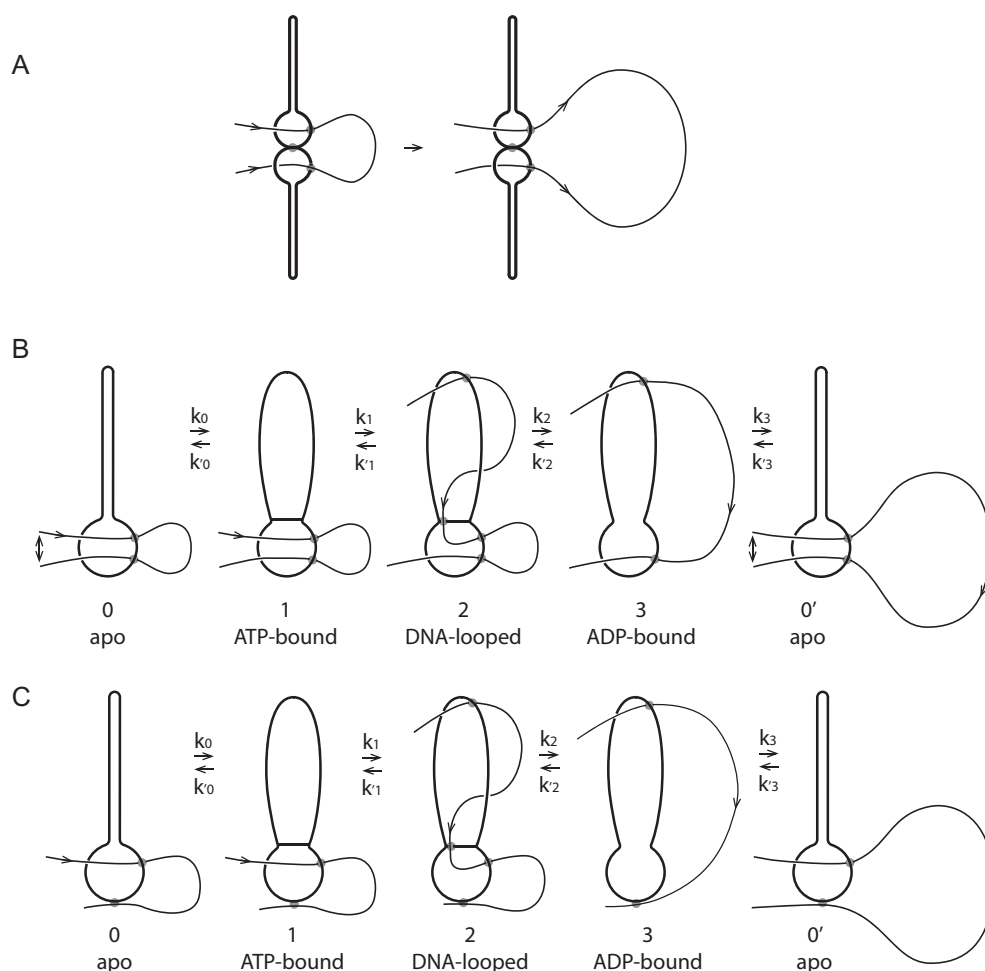 A
B
k0
k'0
k1
k'1
k2
k'2
k3
k'3
0
1
2
3
0'
apo
ATP-bound
DNA-looped
ADP-bound
apo
C
k0
k'0
k1
k'1
k2
k'2
k3
k'3
0
1
2
3
0'
apo
ATP-bound
DNA-looped
ADP-bound
apo